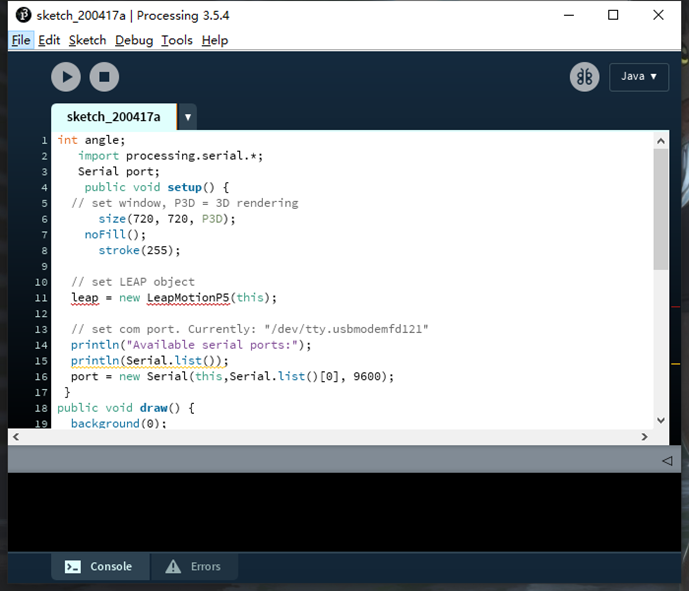 sketch_200417a | Processing 3.5.4
File Edit Sketch Debug Tools Help
Java ▼
sketch_200417a ▼
1 int angle;
2 import processing.serial.*;
3 Serial port;
4 public void setup() {
5 // set window, P3D = 3D rendering
6 size(720, 720, P3D);
7 noFill();
8 stroke(255);
9
10 // set LEAP object
11 leap = new LeapMotionP5(this);
12
13 // set com port. Currently: "/dev/tty.usbmodemfd121"
14 println("Available serial ports:");
15 println(Serial.list());
16 port = new Serial(this,Serial.list()[0], 9600);
17 }
18 public void draw() {
19 background(0);
Console Errors